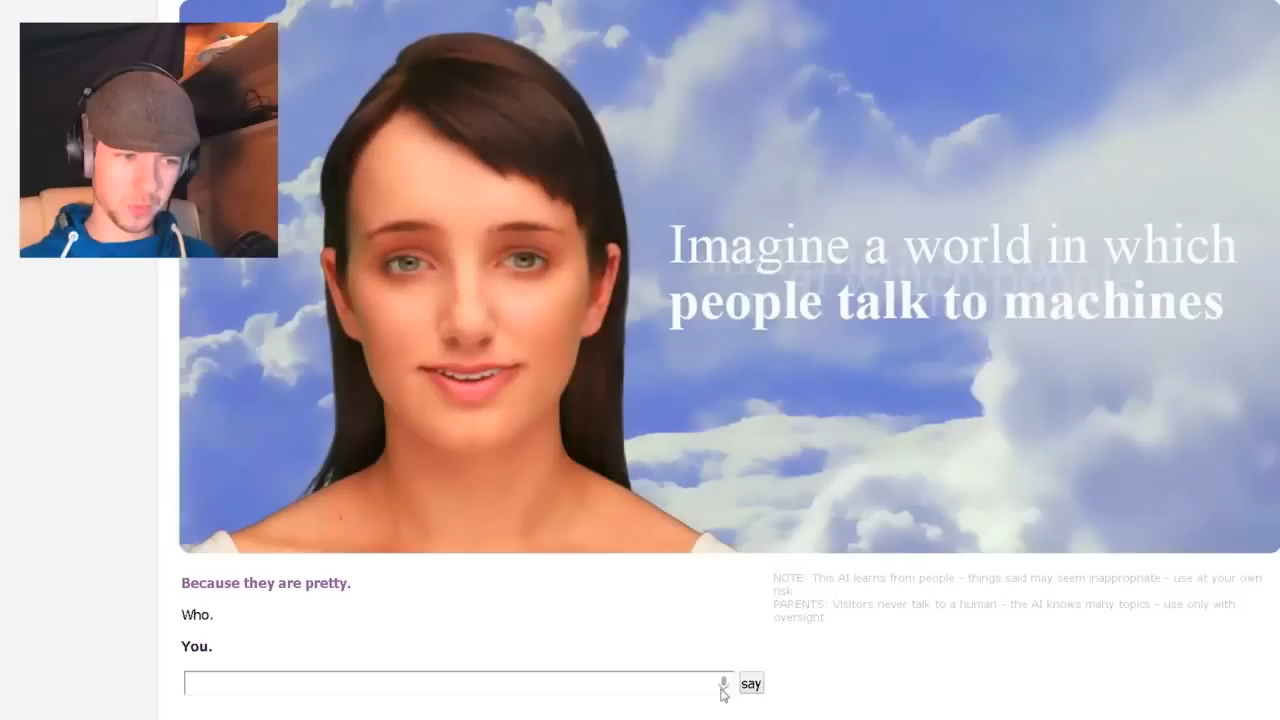 Imagine a world in which
people talk to machines
Because they are pretty.
Who.
You.
say
NOTE: This AI learns from people - things said may seem inappropriate - use at your own
risk
PARENTS: Visitors never talk to a human - the AI knows many topics - use only with
oversight